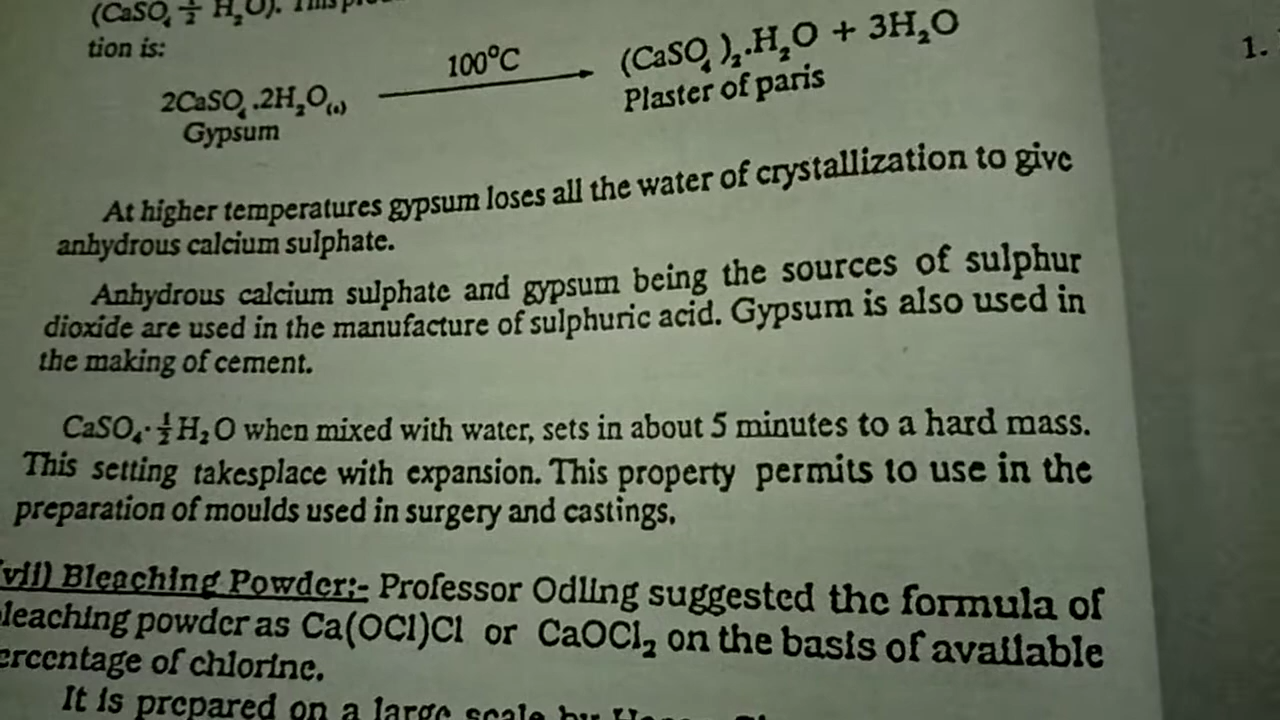 (CaSO₄ ½ H₂O). This
tion is:
1.
2CaSO₄.2H₂O₍ₛ₎ 100°C (CaSO₄)₂.H₂O + 3H₂O
Gypsum Plaster of paris
At higher temperatures gypsum loses all the water of crystallization to give
anhydrous calcium sulphate.
Anhydrous calcium sulphate and gypsum being the sources of sulphur
dioxide are used in the manufacture of sulphuric acid. Gypsum is also used in
the making of cement.
CaSO₄·½H₂O when mixed with water, sets in about 5 minutes to a hard mass.
This setting takesplace with expansion. This property permits to use in the
preparation of moulds used in surgery and castings.
vii) Bleaching Powder:- Professor Odling suggested the formula of
leaching powder as Ca(OCl)Cl or CaOCl₂ on the basis of available
ercentage of chlorine.
It is prepared on a large scale by